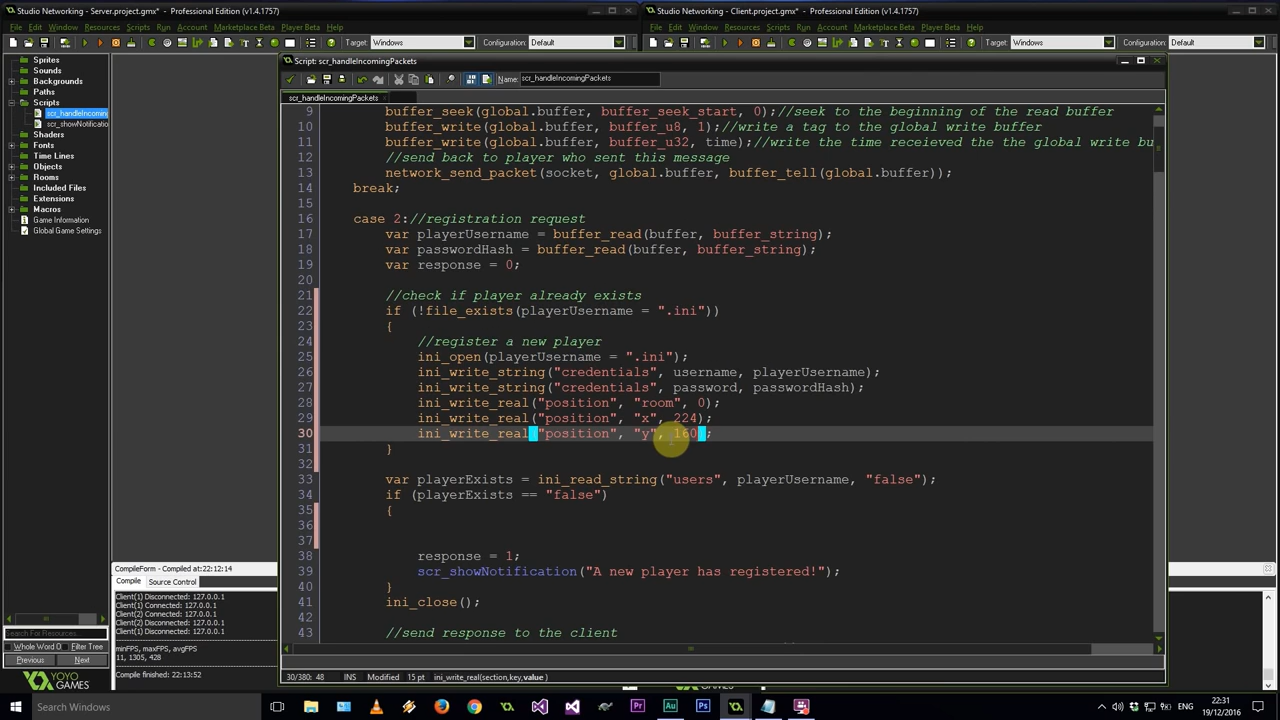 Studio Networking - Server.project.gmx* - Professional Edition (v1.4.1757)
Studio Networking - Client.project.gmx* - Professional Edition (v1.4.1757)
File Edit Window Resources Scripts Run Account Marketplace Beta Player Beta Help
File Edit Window Resources Scripts Run Account Marketplace Beta Player Beta Help
Target: Windows Configuration: Default
Target: Windows Configuration: Default
Sprites
Sounds
Backgrounds
Paths
Scripts
scr_handleIncoming
scr_showNotificatio
Shaders
Fonts
Time Lines
Objects
Rooms
Included Files
Extensions
Macros
Game Information
Global Game Settings
Search For Resources
Whole Word O Filter Tree
Previous Next
YOYO
GAMES
Script: scr_handleIncomingPackets
Name: scr_handleIncomingPackets
scr_handleIncomingPackets
9 buffer_seek(global.buffer, buffer_seek_start, 0);//seek to the beginning of the read buffer
10 buffer_write(global.buffer, buffer_u8, 1);//write a tag to the global write buffer
11 buffer_write(global.buffer, buffer_u32, time);//write the time receieved the the global write bu
12 //send back to player who sent this message
13 network_send_packet(socket, global.buffer, buffer_tell(global.buffer));
14 break;
15
16 case 2://registration request
17 var playerUsername = buffer_read(buffer, buffer_string);
18 var passwordHash = buffer_read(buffer, buffer_string);
19 var response = 0;
20
21 //check if player already exists
22 if (!file_exists(playerUsername = ".ini"))
23 {
24 //register a new player
25 ini_open(playerUsername = ".ini");
26 ini_write_string("credentials", username, playerUsername);
27 ini_write_string("credentials", password, passwordHash);
28 ini_write_real("position", "room", 0);
29 ini_write_real("position", "x", 224);
30 ini_write_real("position", "y", 160);
31 }
32
33 var playerExists = ini_read_string("users", playerUsername, "false");
34 if (playerExists == "false")
35 {
36
37
38 response = 1;
39 scr_showNotification("A new player has registered!");
40 }
41 ini_close();
42
43 //send response to the client
30/380: 48 INS Modified 15 pt ini_write_real(section,key,value )
CompileForm - Compiled at:22:12:14
Compile Source Control
Client(1) Disconnected: 127.0.0.1
Client(1) Connected: 127.0.0.1
Client(2) Connected: 127.0.0.1
Client(2) Disconnected: 127.0.0.1
Client(1) Disconnected: 127.0.0.1
minFPS, maxFPS, avgFPS
11, 1305, 428
Compile finished: 22:13:52
Search Windows
ENG
22:31
19/12/2016